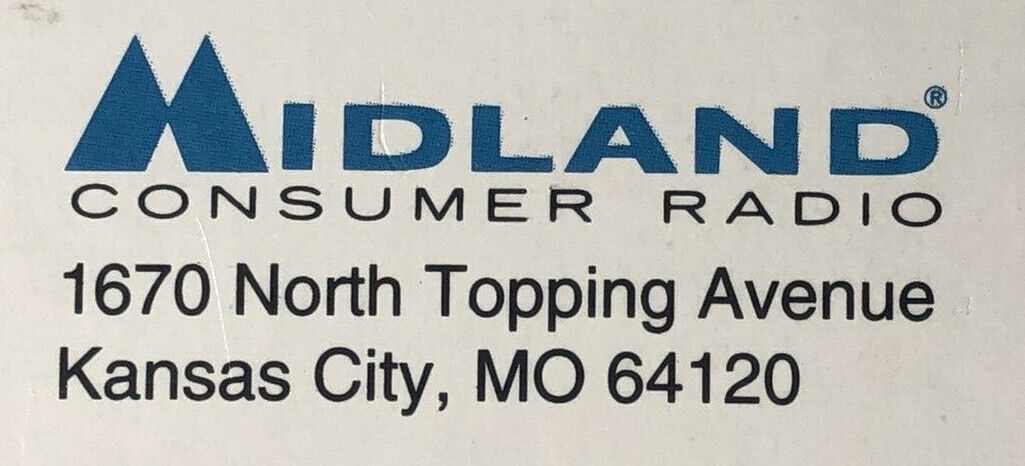 MIDLAND®
CONSUMER RADIO
1670 North Topping Avenue
Kansas City, MO 64120